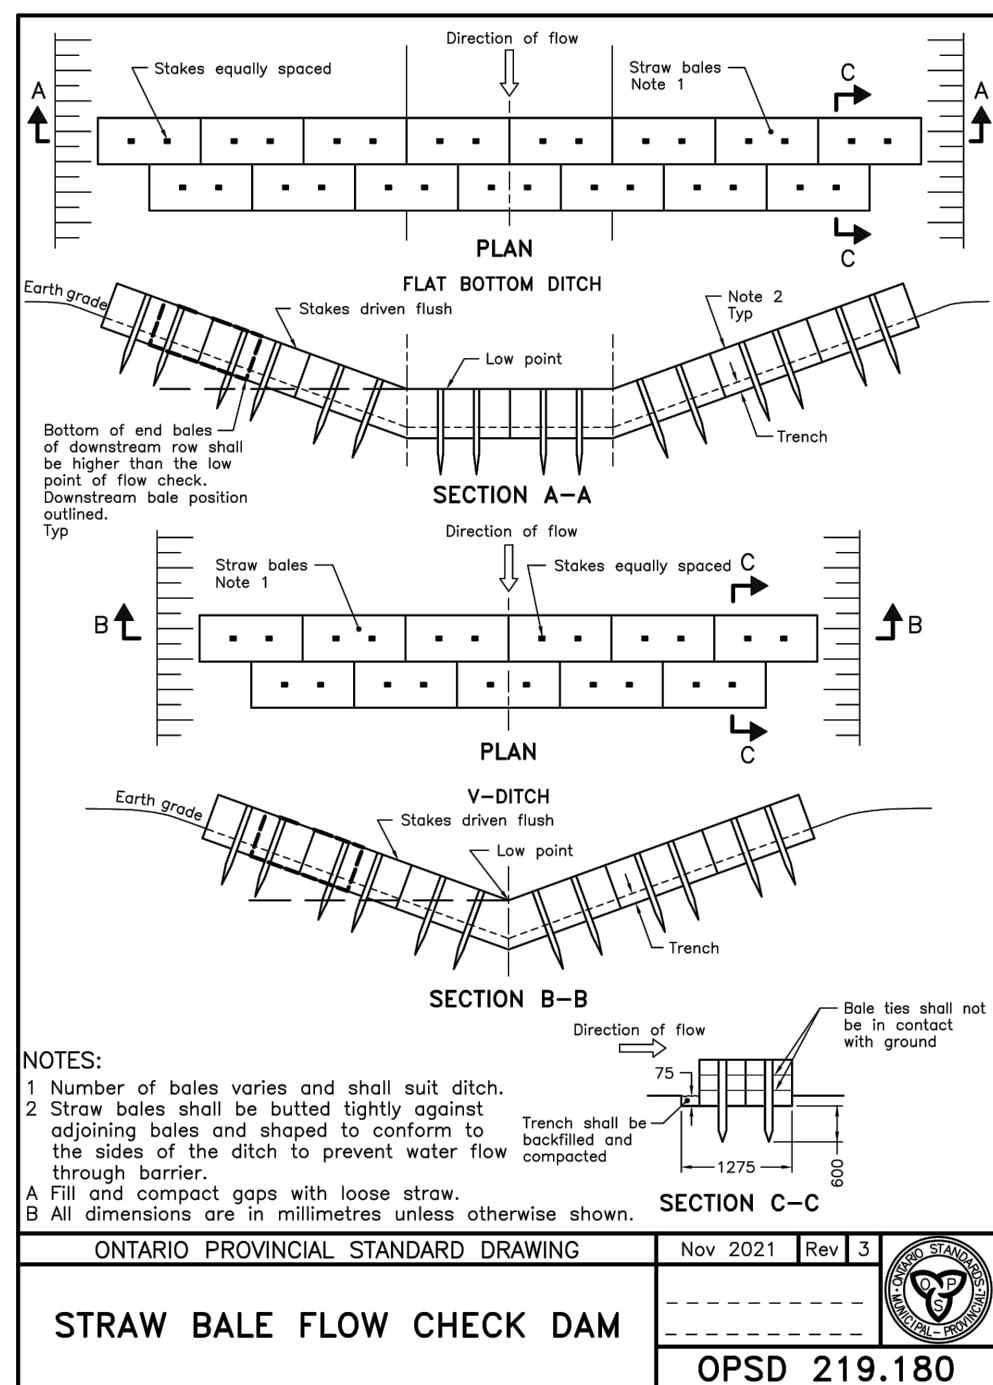 Direction of flow
Stakes equally spaced
Straw bales
Note 1
C
A
A
C
PLAN
FLAT BOTTOM DITCH
Earth grade
Stakes driven flush
Note 2
Typ
Low point
Trench
Bottom of end bales
of downstream row shall
be higher than the low
point of flow check.
Downstream bale position
outlined.
Typ
SECTION A-A
Direction of flow
Straw bales
Note 1
Stakes equally spaced
C
B
B
C
PLAN
V-DITCH
Earth grade
Stakes driven flush
Low point
Trench
SECTION B-B
Bale ties shall not
be in contact
with ground
Direction of flow
75
Trench shall be
backfilled and
compacted
1275
600
SECTION C-C
NOTES:
1 Number of bales varies and shall suit ditch.
2 Straw bales shall be butted tightly against
adjoining bales and shaped to conform to
the sides of the ditch to prevent water flow
through barrier.
A Fill and compact gaps with loose straw.
B All dimensions are in millimetres unless otherwise shown.
ONTARIO PROVINCIAL STANDARD DRAWING
Nov 2021
Rev
3
STRAW BALE FLOW CHECK DAM
OPSD 219.180
ONTARIO STANDARDS
MUNICIPAL-PROVINCIAL
O P
S